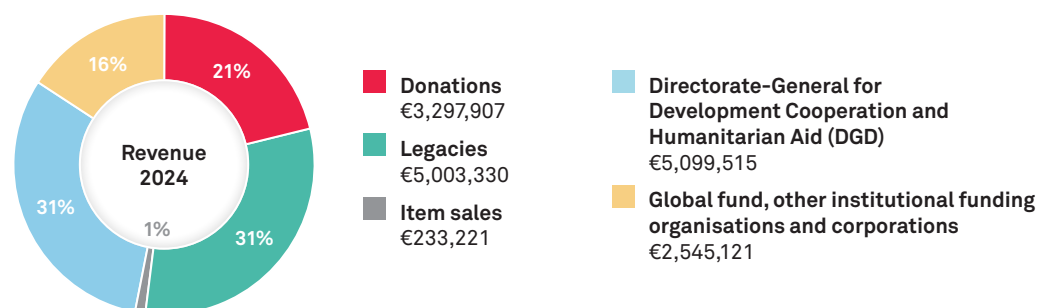 16%
21%
Revenue
2024
31%
1%
31%
Donations
€3,297,907
Legacies
€5,003,330
Item sales
€233,221
Directorate-General for
Development Cooperation and
Humanitarian Aid (DGD)
€5,099,515
Global fund, other institutional funding
organisations and corporations
€2,545,121